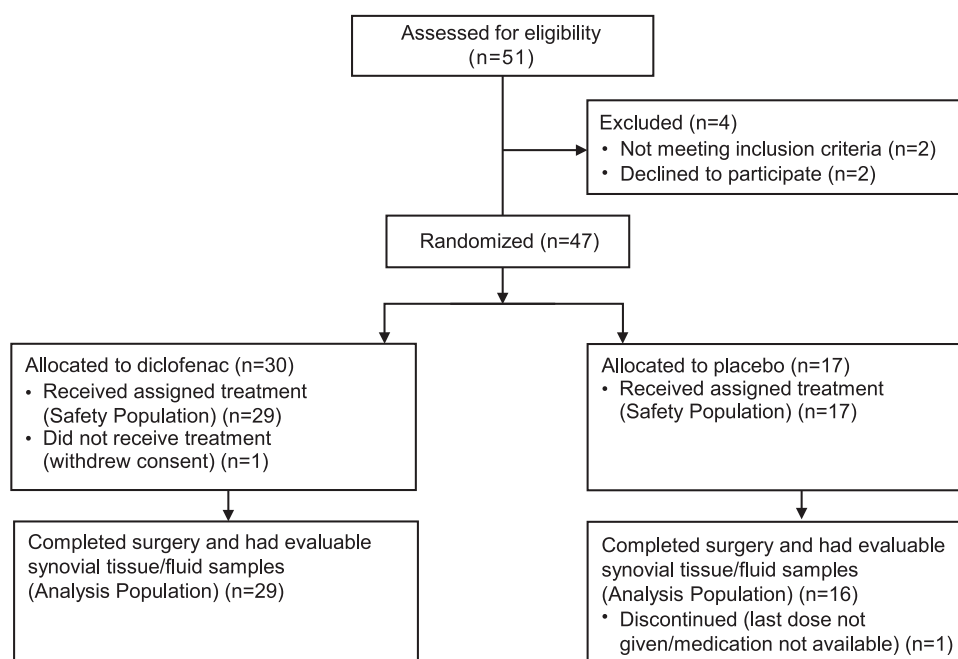 Assessed for eligibility
(n=51)
Excluded (n=4)
• Not meeting inclusion criteria (n=2)
• Declined to participate (n=2)
Randomized (n=47)
Allocated to diclofenac (n=30)
• Received assigned treatment
(Safety Population) (n=29)
• Did not receive treatment
(withdrew consent) (n=1)
Allocated to placebo (n=17)
• Received assigned treatment
(Safety Population) (n=17)
Completed surgery and had evaluable
synovial tissue/fluid samples
(Analysis Population) (n=29)
Completed surgery and had evaluable
synovial tissue/fluid samples
(Analysis Population) (n=16)
• Discontinued (last dose not
given/medication not available) (n=1)